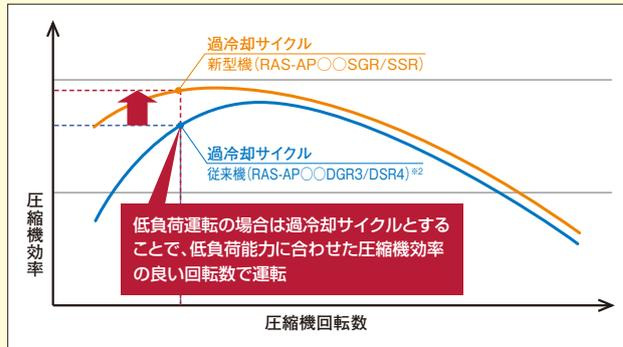 過冷却サイクル
新型機(RAS-AP○○SGR/SSR)
過冷却サイクル
従来機(RAS-AP○○DGR3/DSR4)※2
低負荷運転の場合は過冷却サイクルとする
ことで、低負荷能力に合わせた圧縮機効率
の良い回転数で運転
圧縮機効率
圧縮機回転数